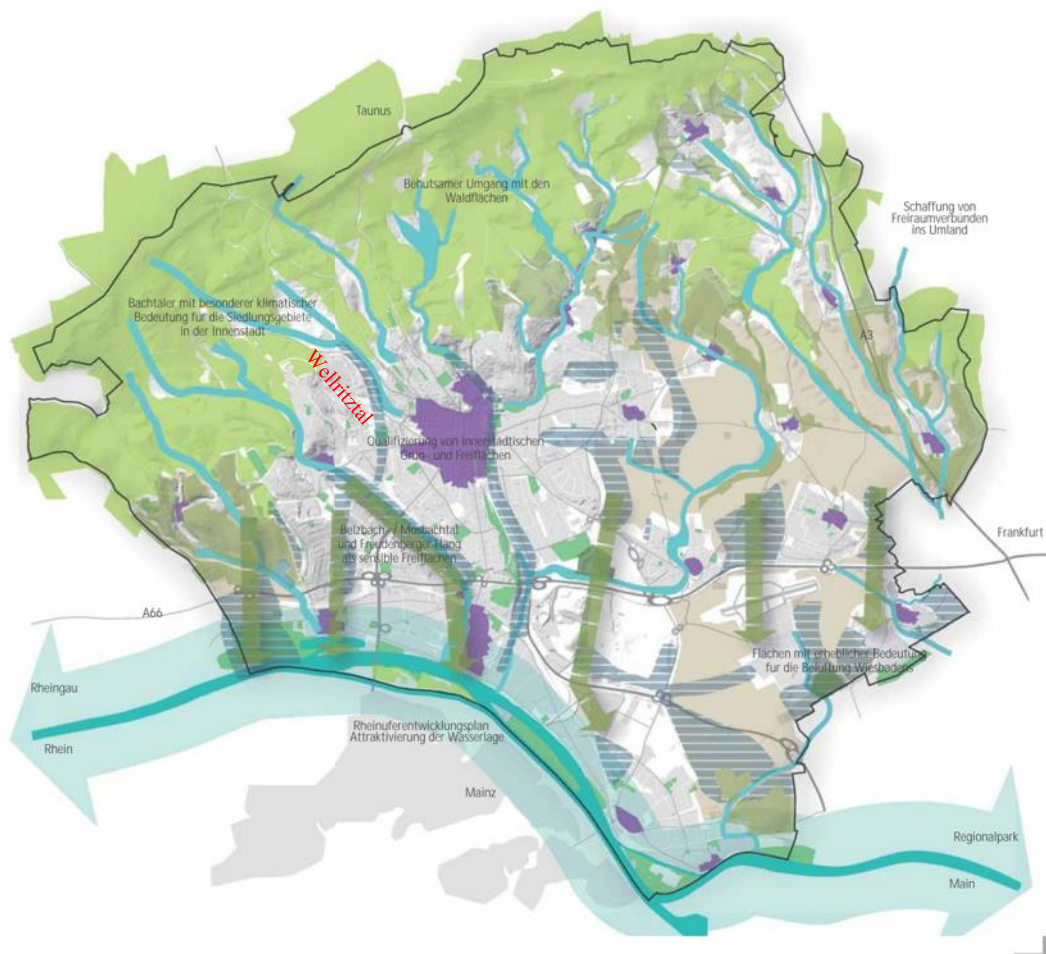 Taunus
Behutsamer Umgang mit den
Waldflächen
Schaffung von
Freiraumverbünden
ins Umland
Bachtäler mit besonderer klimatischer
Bedeutung für die Siedlungsgebiete
in der Innenstadt
A3
Wellritztal
Qualifizierung von innerstädtischen
Grün- und Freiflächen
Belzbach- / Mosbachtal
und Freudenberger-Hang
als sensible Freiflächen
Frankfurt
A66
Flächen mit erheblicher Bedeutung
für die Belüftung Wiesbadens
Rheingau
Rhein
Rheinuferentwicklungsplan
Attraktivierung der Wasserlage
Mainz
Regionalpark
Main